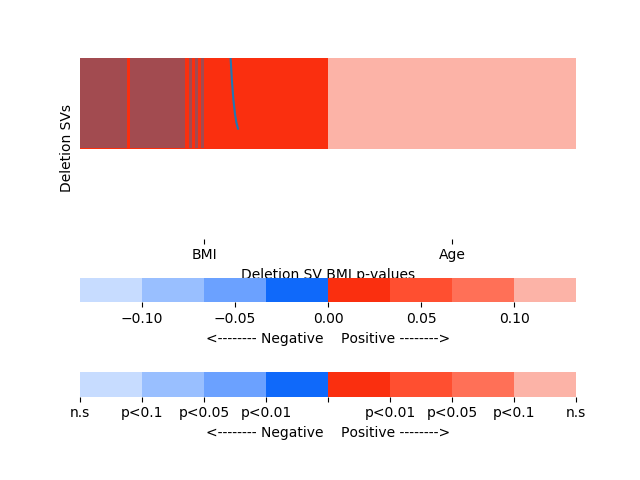 Deletion SVs
BMI Age
Deletion SV BMI p-values
−0.10 −0.05 0.00 0.05 0.10
<-------- Negative Positive -------->
n.s p<0.1 p<0.05 p<0.01 p<0.01 p<0.05 p<0.1 n.s
<-------- Negative Positive -------->